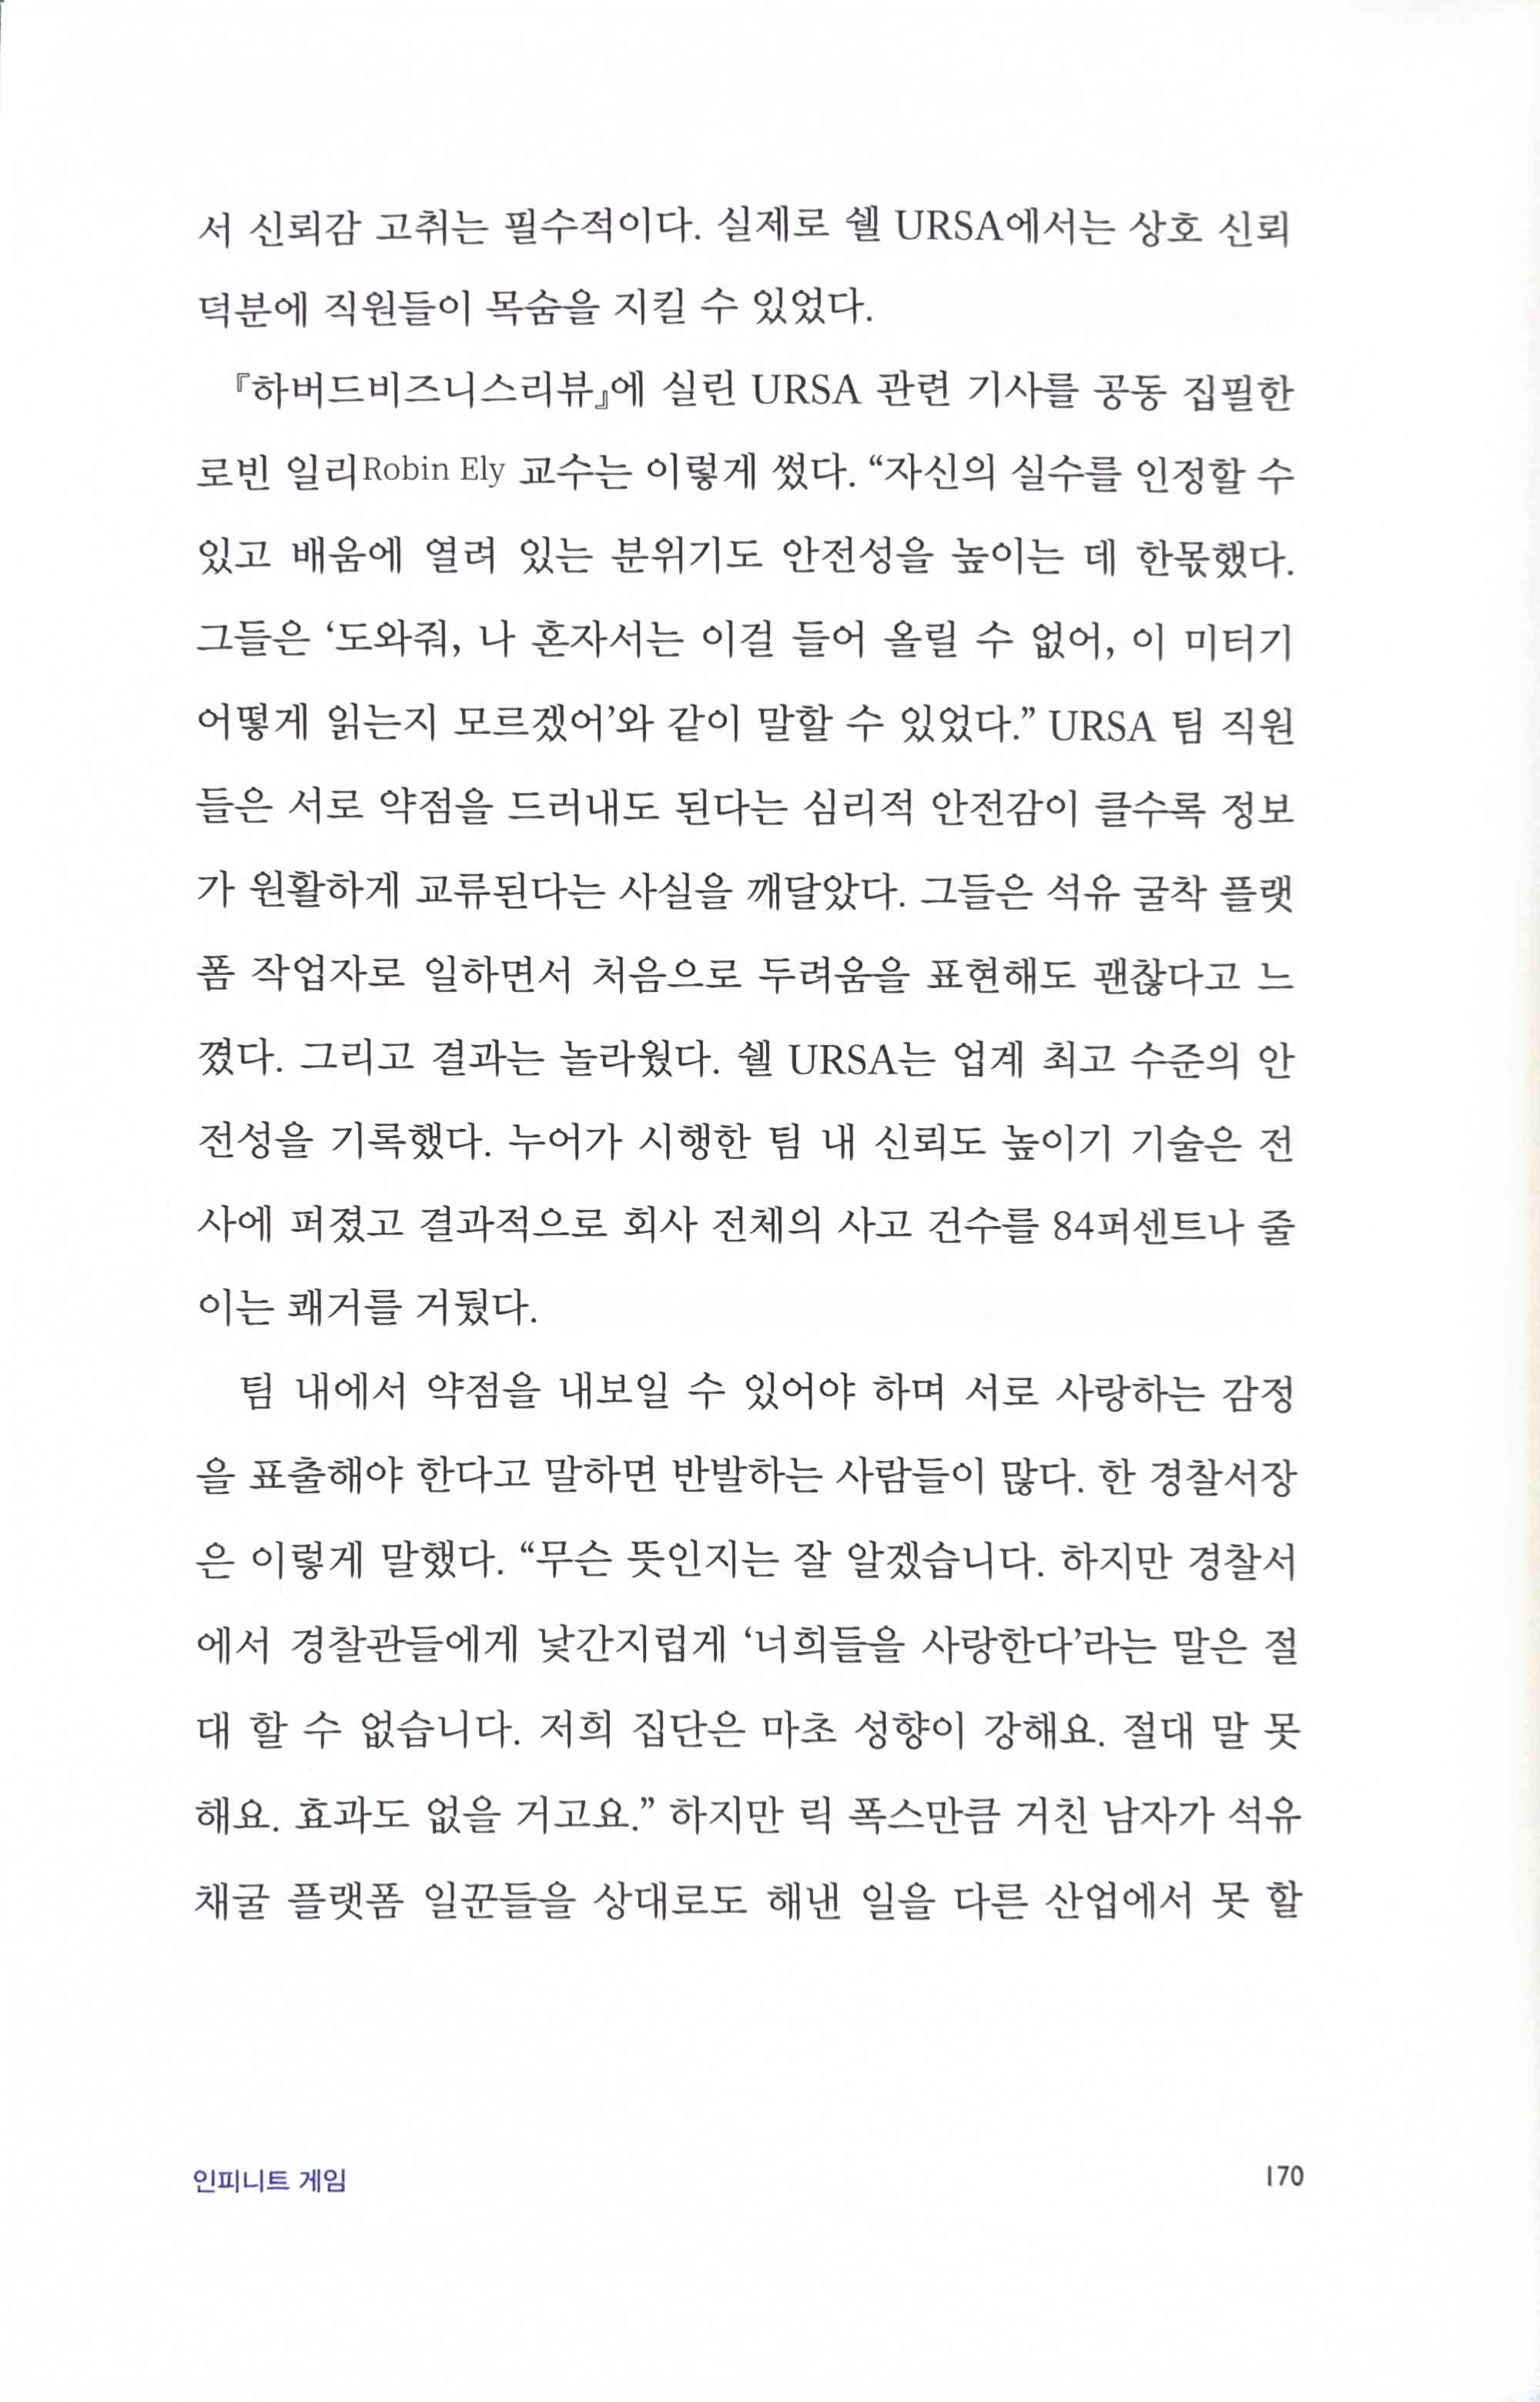 서 신뢰감 고취는 필수적이다. 실제로 쉘 URSA에서는 상호 신뢰
덕분에 직원들이 목숨을 지킬 수 있었다.
『하버드비즈니스리뷰』에 실린 URSA 관련 기사를 공동 집필한
로빈 일리Robin Ely 교수는 이렇게 썼다. “자신의 실수를 인정할 수
있고 배움에 열려 있는 분위기도 안전성을 높이는 데 한몫했다.
그들은 ‘도와줘, 나 혼자서는 이걸 들어 올릴 수 없어, 이 미터기
어떻게 읽는지 모르겠어’와 같이 말할 수 있었다.” URSA 팀 직원
들은 서로 약점을 드러내도 된다는 심리적 안전감이 클수록 정보
가 원활하게 교류된다는 사실을 깨달았다. 그들은 석유 굴착 플랫
폼 작업자로 일하면서 처음으로 두려움을 표현해도 괜찮다고 느
꼈다. 그리고 결과는 놀라웠다. 쉘 URSA는 업계 최고 수준의 안
전성을 기록했다. 누어가 시행한 팀 내 신뢰도 높이기 기술은 전
사에 퍼졌고 결과적으로 회사 전체의 사고 건수를 84퍼센트나 줄
이는 쾌거를 거뒀다.
팀 내에서 약점을 내보일 수 있어야 하며 서로 사랑하는 감정
을 표출해야 한다고 말하면 반발하는 사람들이 많다. 한 경찰서장
은 이렇게 말했다. “무슨 뜻인지는 잘 알겠습니다. 하지만 경찰서
에서 경찰관들에게 낯간지럽게 ‘너희들을 사랑한다’라는 말은 절
대 할 수 없습니다. 저희 집단은 마초 성향이 강해요. 절대 말 못
해요. 효과도 없을 거고요.” 하지만 릭 폭스만큼 거친 남자가 석유
채굴 플랫폼 일꾼들을 상대로도 해낸 일을 다른 산업에서 못 할
인피니트 게임
170